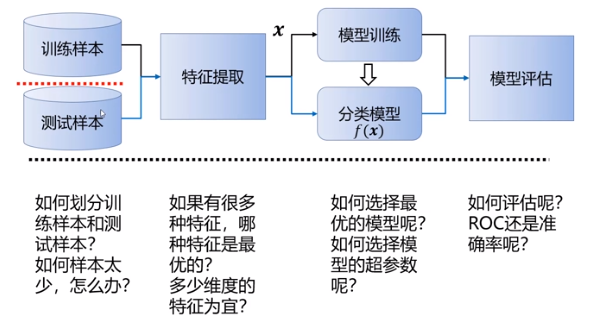 训练样本
测试样本
特征提取
x
模型训练
分类模型
f(x)
模型评估
如何划分训
练样本和测
试样本？
如何样本太
少，怎么办？
如果有很多
种特征，哪
种特征是最
优的？
多少维度的
特征为宜？
如何选择最
优的模型呢？
如何选择模
型的超参数
呢？
如何评估呢？
ROC还是准
确率呢？